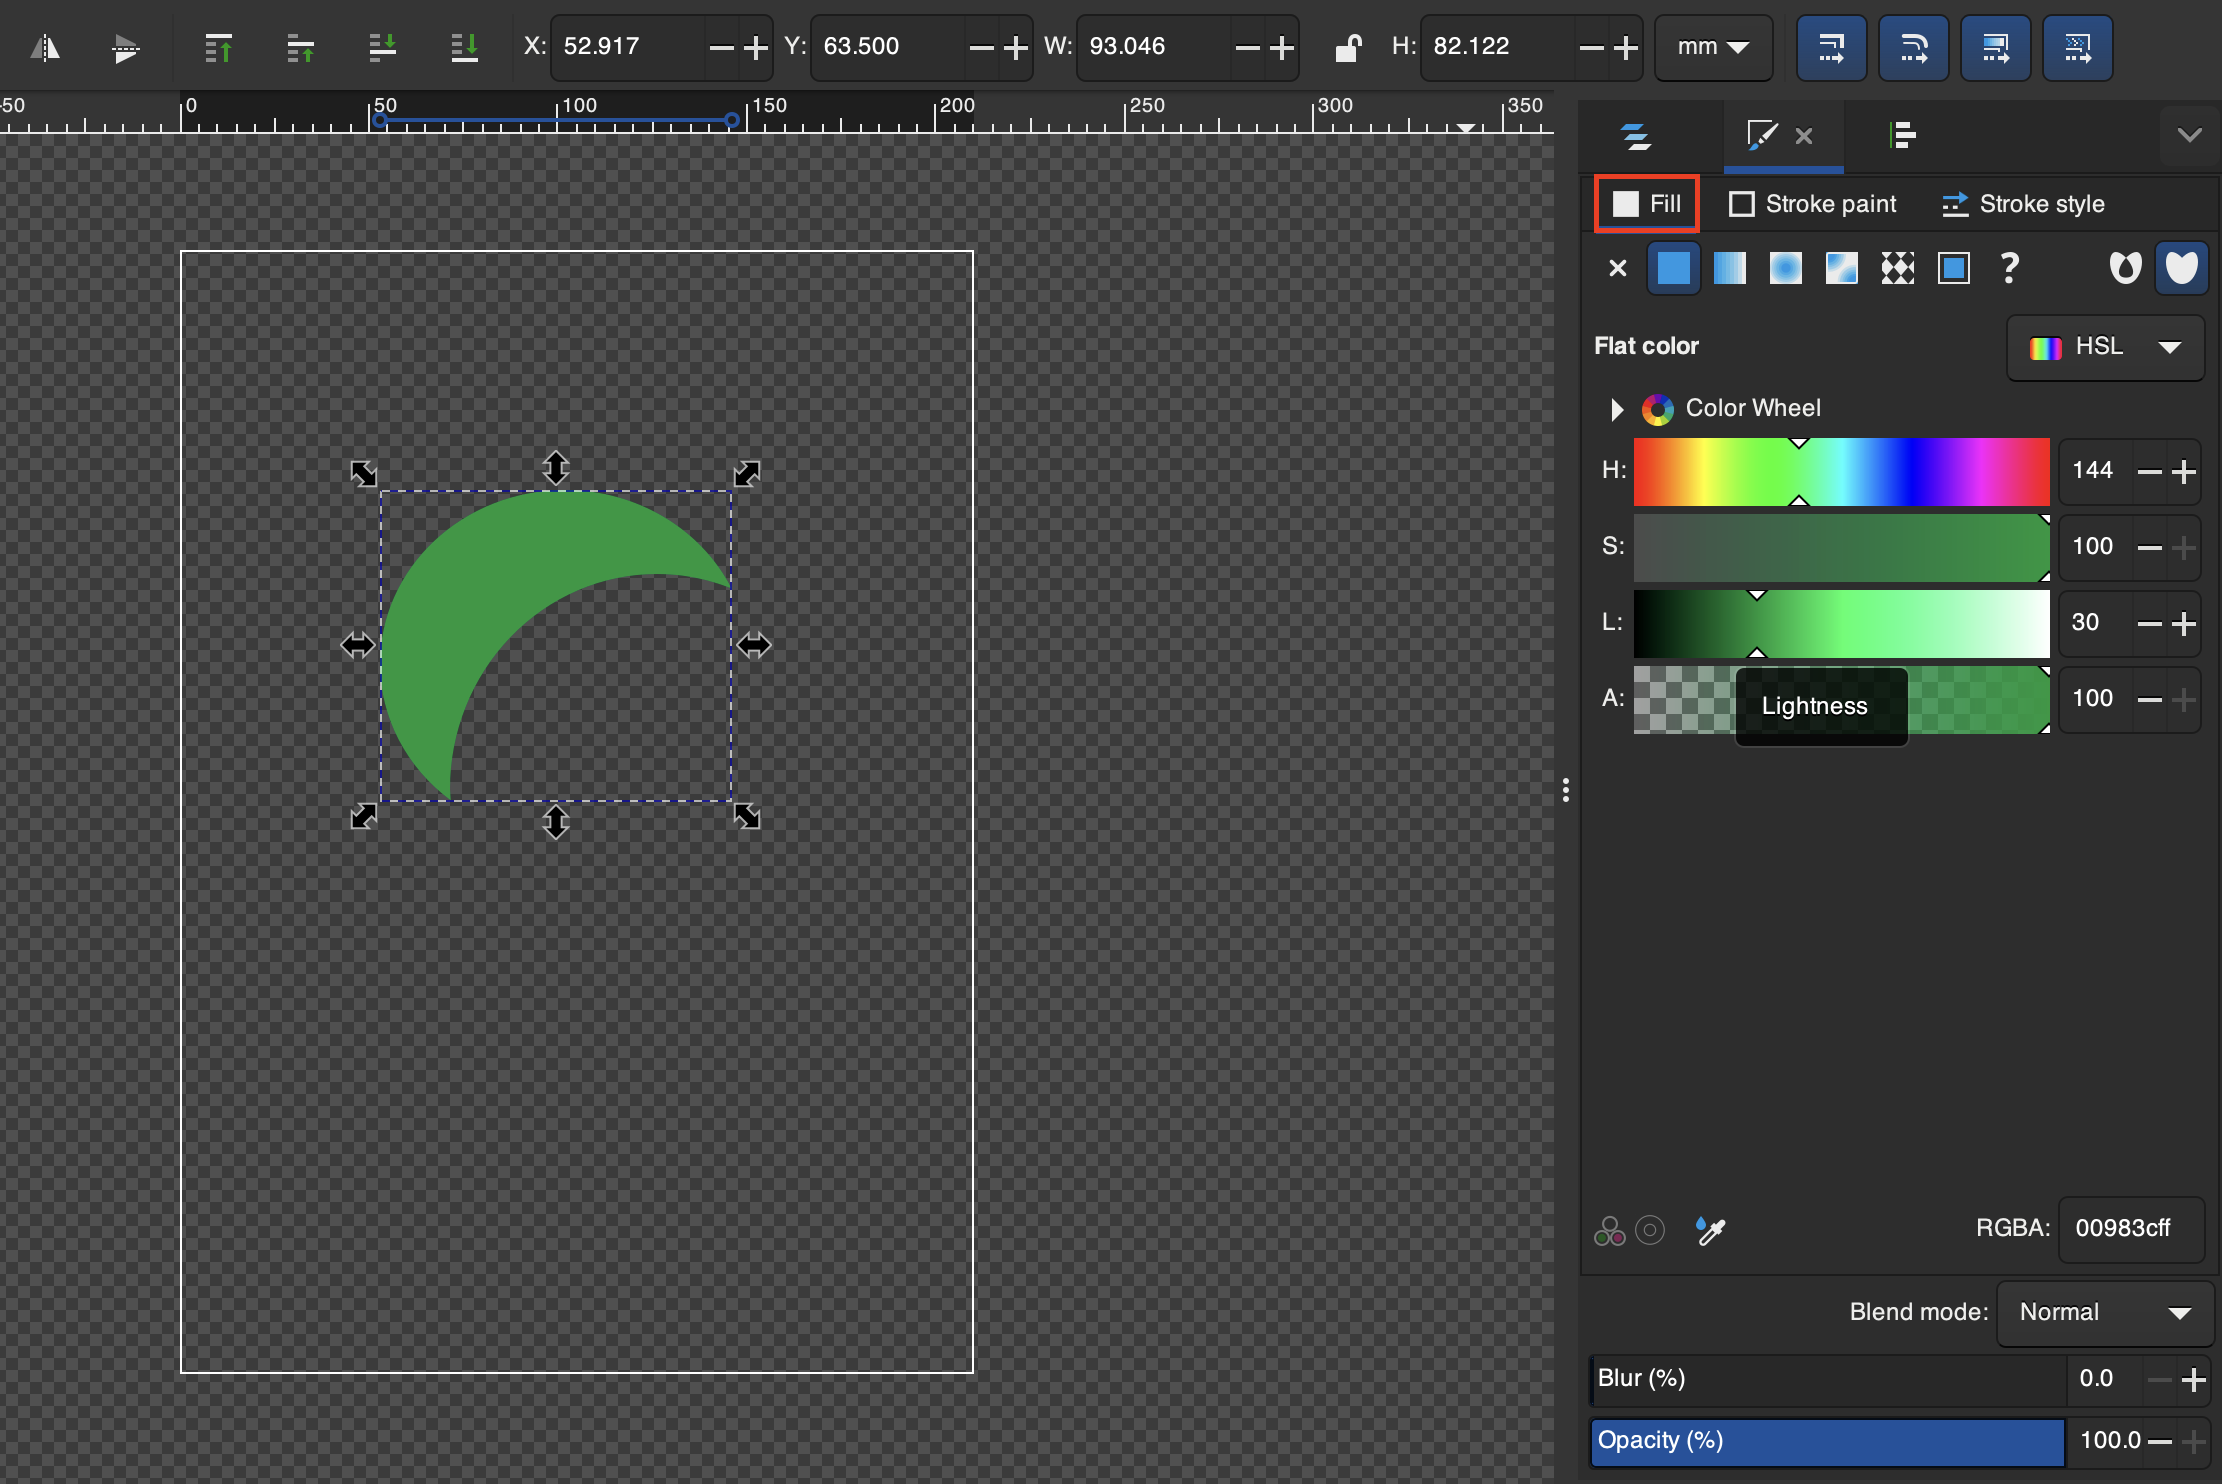 X: 52.917 Y: 63.500 W: 93.046 H: 82.122 mm
-50 0 50 100 150 200 250 300 350
Fill Stroke paint Stroke style
?
Flat color HSL
Color Wheel
H: 144
S: 100
L: 30
A: 100
Lightness
RGBA: 00983cff
Blend mode: Normal
Blur (%) 0.0
Opacity (%) 100.0